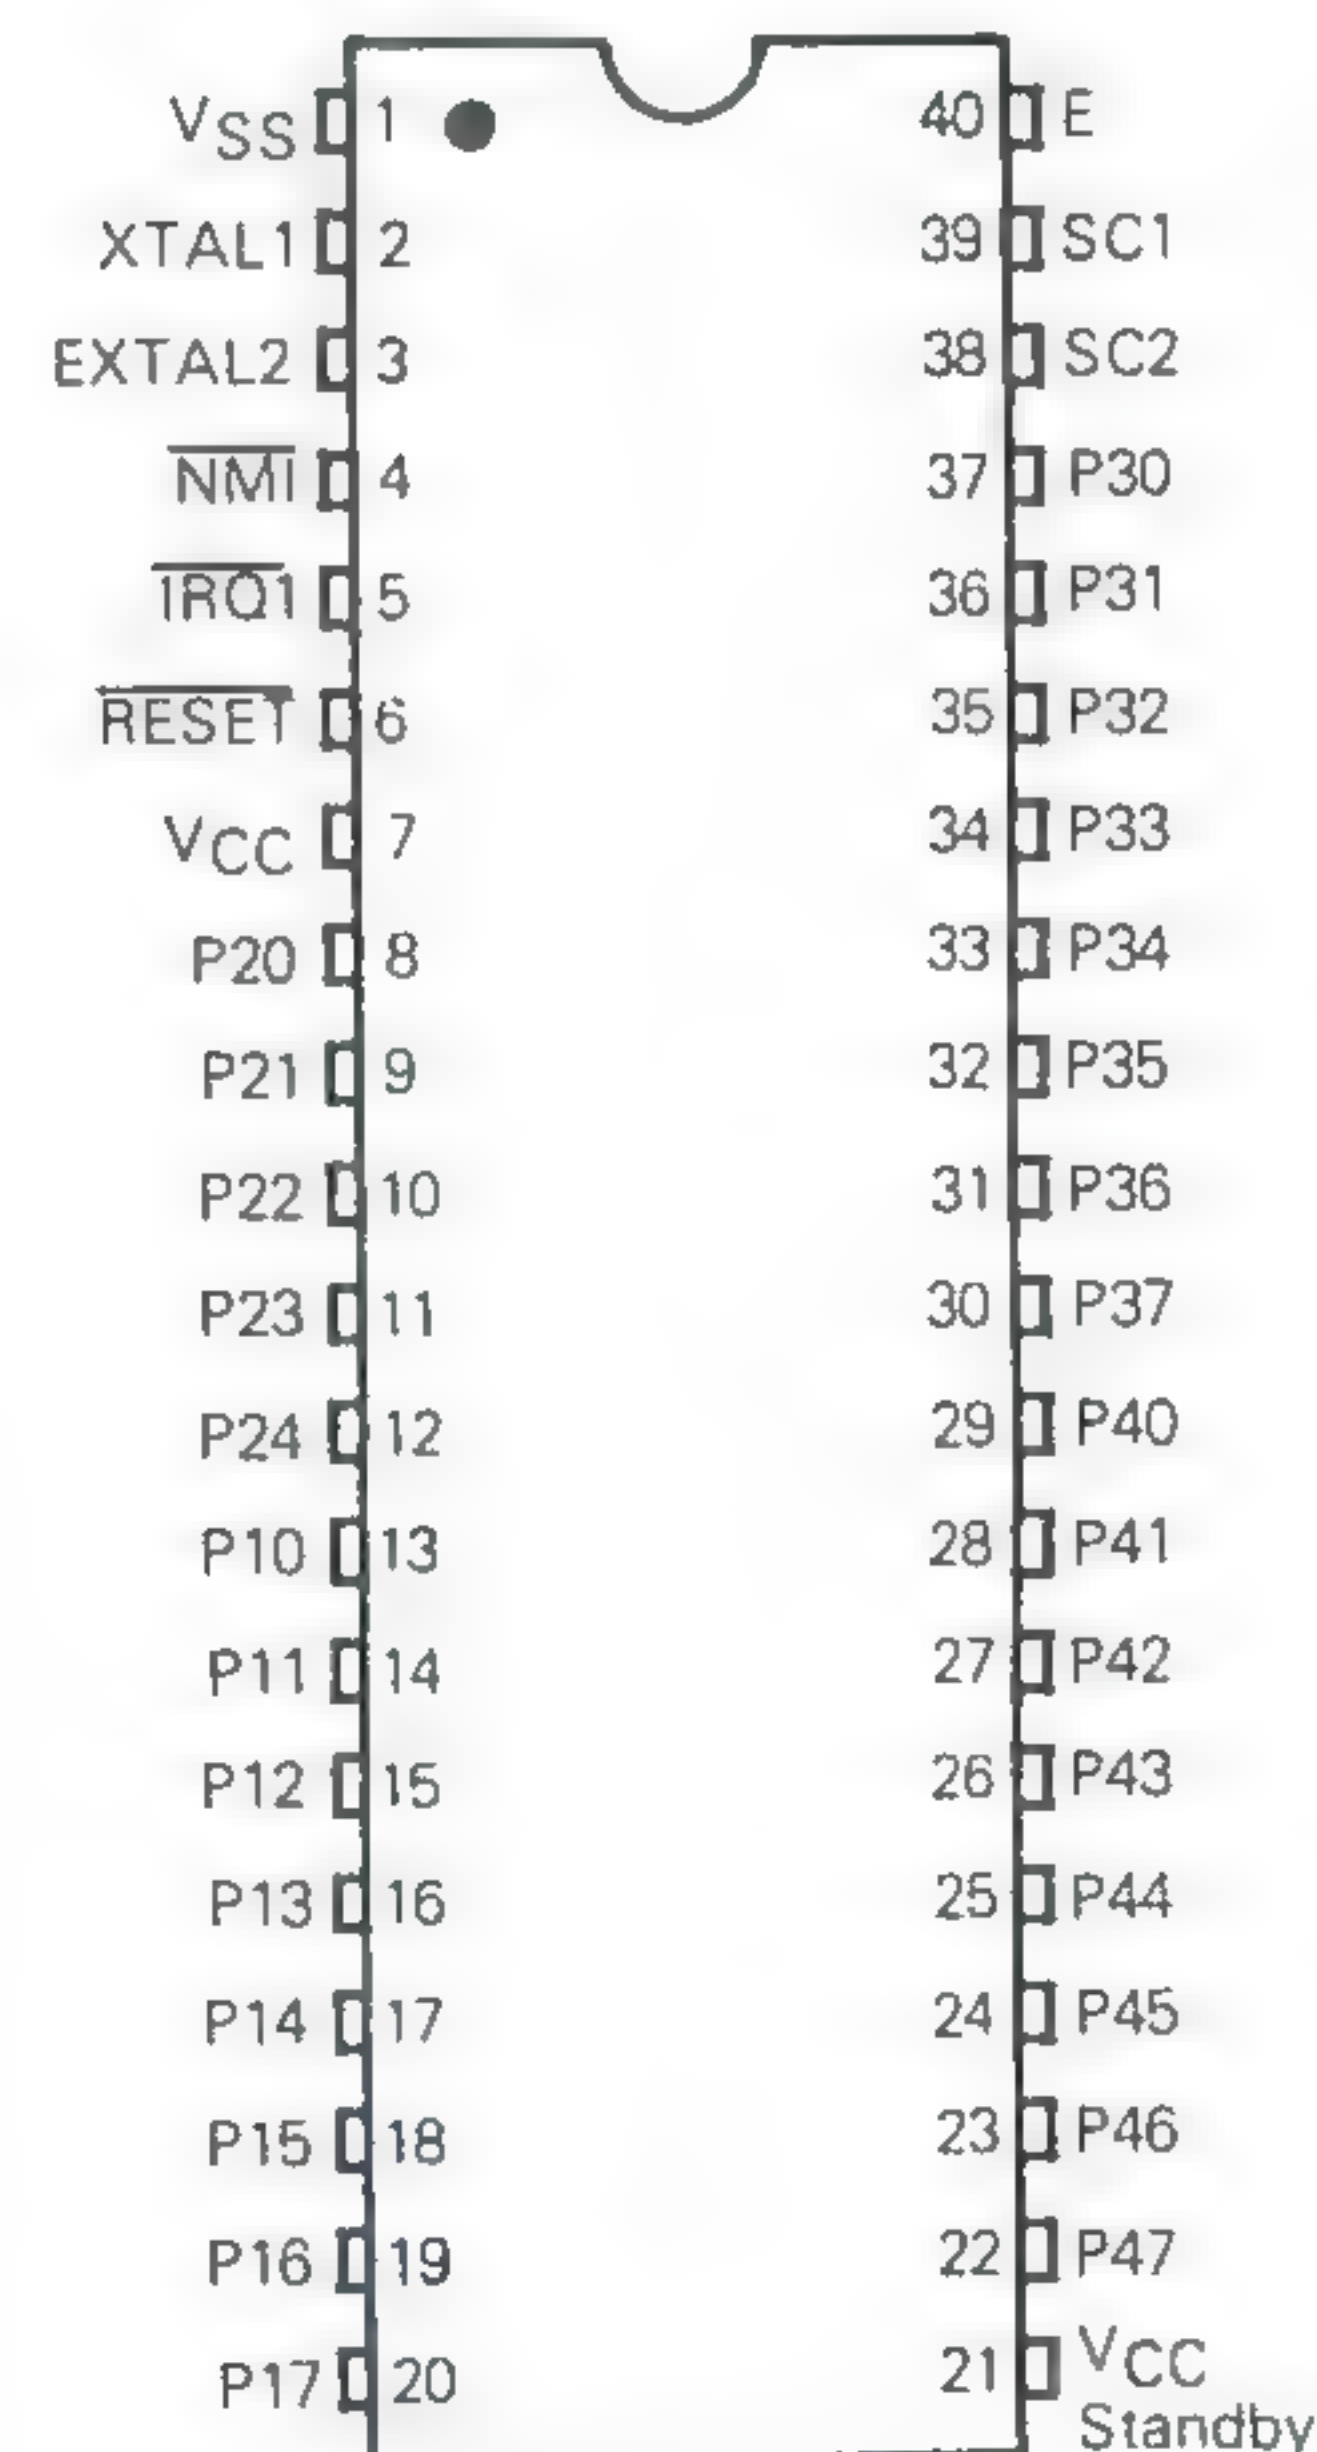 VSS 1 40 E
XTAL1 2 39 SC1
EXTAL2 3 38 SC2
NMI 4 37 P30
IRQ1 5 36 P31
RESET 6 35 P32
VCC 7 34 P33
P20 8 33 P34
P21 9 32 P35
P22 10 31 P36
P23 11 30 P37
P24 12 29 P40
P10 13 28 P41
P11 14 27 P42
P12 15 26 P43
P13 16 25 P44
P14 17 24 P45
P15 18 23 P46
P16 19 22 P47
P17 20 21 VCC
Standby